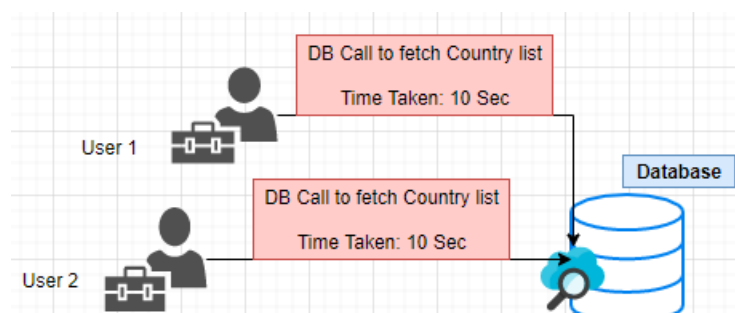 DB Call to fetch Country list
Time Taken: 10 Sec
User 1
Database
DB Call to fetch Country list
Time Taken: 10 Sec
User 2